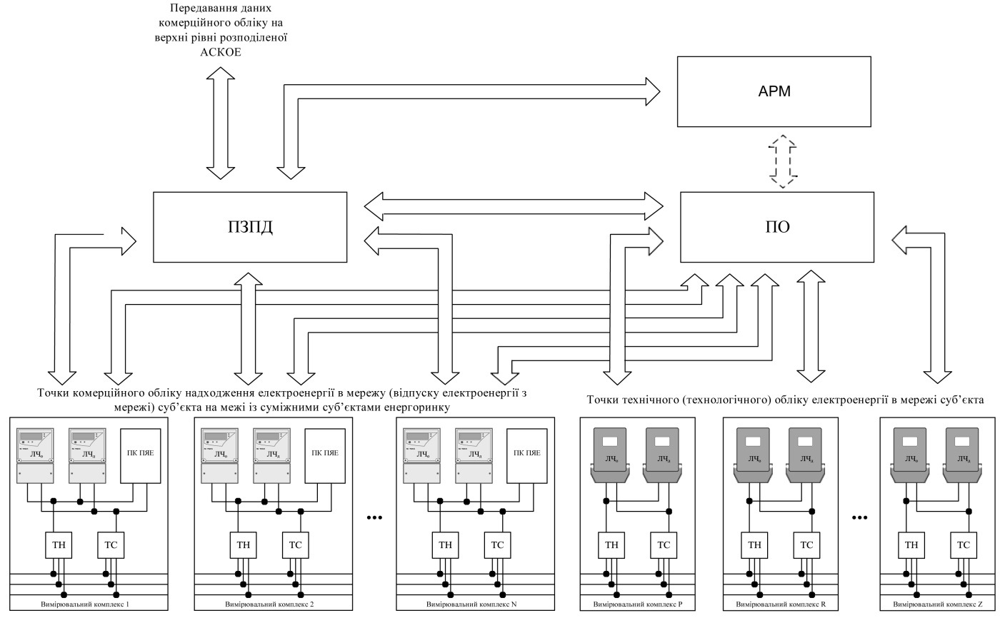 Передавання даних
комерційного обліку на
верхні рівні розподіленої
АСКОЕ
АРМ
ПЗПД
ПО
Точки комерційного обліку надходження електроенергії в мережу (відпуску електроенергії з
мережі) суб’єкта на межі із суміжними суб’єктами енергоринку
Точки технічного (технологічного) обліку електроенергії в мережі суб’єкта
ЛЧо
ЛЧд
ПК ПЯЕ
ТН
ТС
Вимірювальний комплекс 1
ЛЧо
ЛЧд
ПК ПЯЕ
ТН
ТС
Вимірювальний комплекс 2
...
ЛЧо
ЛЧд
ПК ПЯЕ
ТН
ТС
Вимірювальний комплекс N
ЛЧо
ЛЧд
ТН
ТС
Вимірювальний комплекс P
ЛЧо
ЛЧд
ТН
ТС
Вимірювальний комплекс R
...
ЛЧо
ЛЧд
ТН
ТС
Вимірювальний комплекс Z